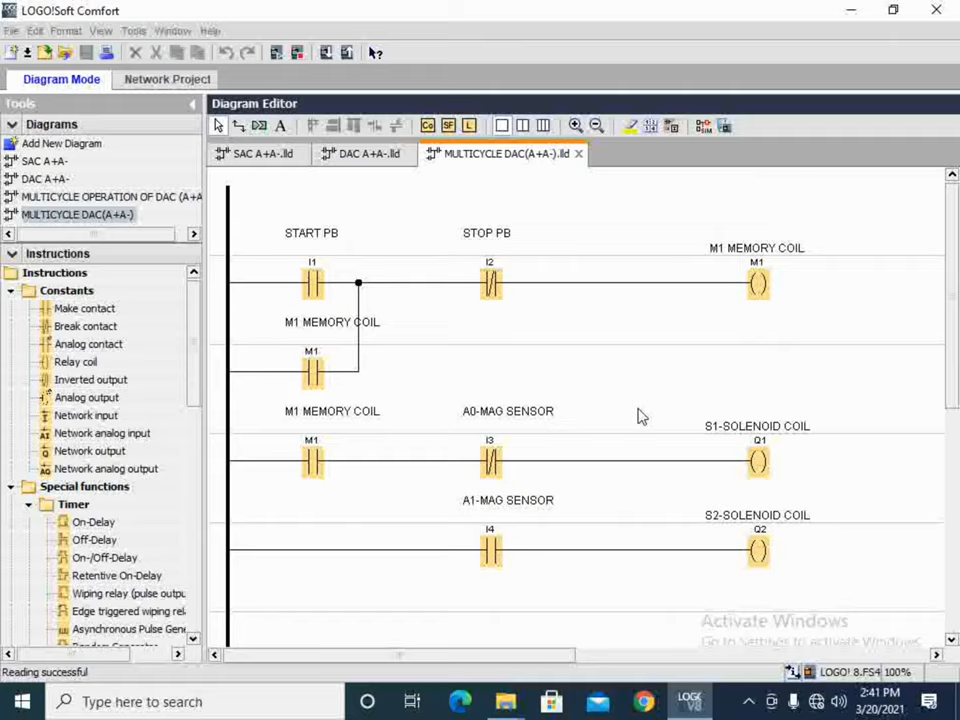 LOGO!Soft Comfort
File Edit Format View Tools Window Help
Diagram Mode Network Project
Tools
Diagram Editor
Diagrams
Add New Diagram
SAC A+A-
DAC A+A-
MULTICYCLE OPERATION OF DAC (A+A
MULTICYCLE DAC(A+A-)
SAC A+A-.lld DAC A+A-.lld MULTICYCLE DAC(A+A-).lld
Instructions
Instructions
Constants
Make contact
Break contact
Analog contact
Relay coil
Inverted output
Analog output
Network input
Network analog input
Network output
Network analog output
Special functions
Timer
On-Delay
Off-Delay
On-/Off-Delay
Retentive On-Delay
Wiping relay (pulse outpu
Edge triggered wiping rel
Asynchronous Pulse Gene
Random Generator
Co SF L
START PB STOP PB
M1 MEMORY COIL
I1 I2 M1
M1 MEMORY COIL
M1
M1 MEMORY COIL A0-MAG SENSOR
S1-SOLENOID COIL
M1 I3 Q1
A1-MAG SENSOR
S2-SOLENOID COIL
I4 Q2
Activate Windows
Go to Settings to activate Windows.
Reading successful
LOGO! 8.FS4 100%
Type here to search
LOGO
V8
2:41 PM
3/20/2021